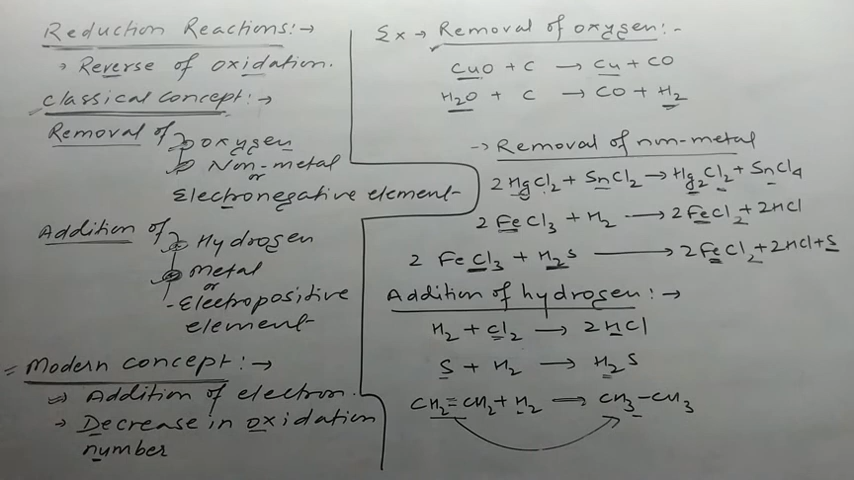 Reduction Reactions:→
→ Reverse of oxidation.
Classical concept:→
Removal of → oxygen
→ Non-metal
or
Electronegative element
Addition of → Hydrogen
→ Metal
or
-Electropositive
element
= Modern concept:→
⇒ Addition of electron.
→ Decrease in oxidation
number
Ex → Removal of oxygen:-
CuO + C → Cu + CO
H₂O + C → CO + H₂
→ Removal of non-metal
2HgCl₂ + SnCl₂ → Hg₂Cl₂ + SnCl₄
2FeCl₃ + H₂ → 2FeCl₂ + 2HCl
2 FeCl₃ + H₂S → 2FeCl₂ + 2HCl + S
Addition of hydrogen:→
H₂ + Cl₂ → 2HCl
S + H₂ → H₂S
CH₂=CH₂ + H₂ ⟹ CH₃-CH₃